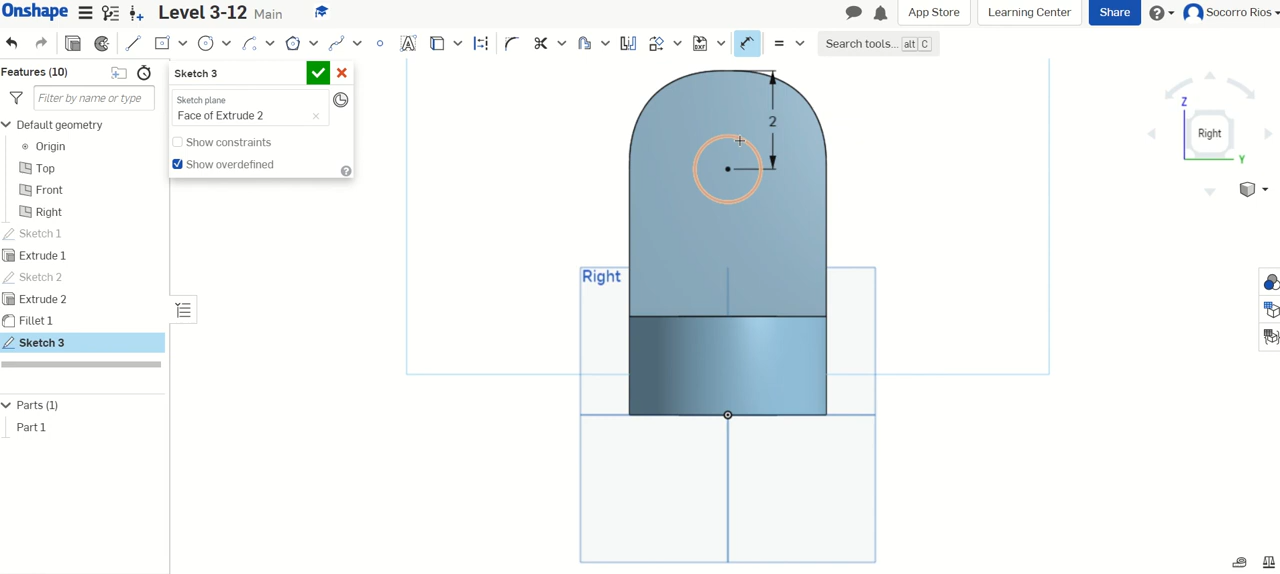 Onshape Level 3-12 Main App Store Learning Center Share Socorro Rios
Search tools... alt C
Features (10)
Filter by name or type
Default geometry
Origin
Top
Front
Right
Sketch 1
Extrude 1
Sketch 2
Extrude 2
Fillet 1
Sketch 3
Parts (1)
Part 1
Sketch 3
Sketch plane
Face of Extrude 2
Show constraints
Show overdefined
2
Right
Z
Right
Y